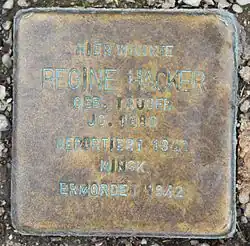 HIER WOHNTE
REGINE HACKER
GEB.
JG.
DEPORTIERT 1942
MINSK
ERMORDET 1942